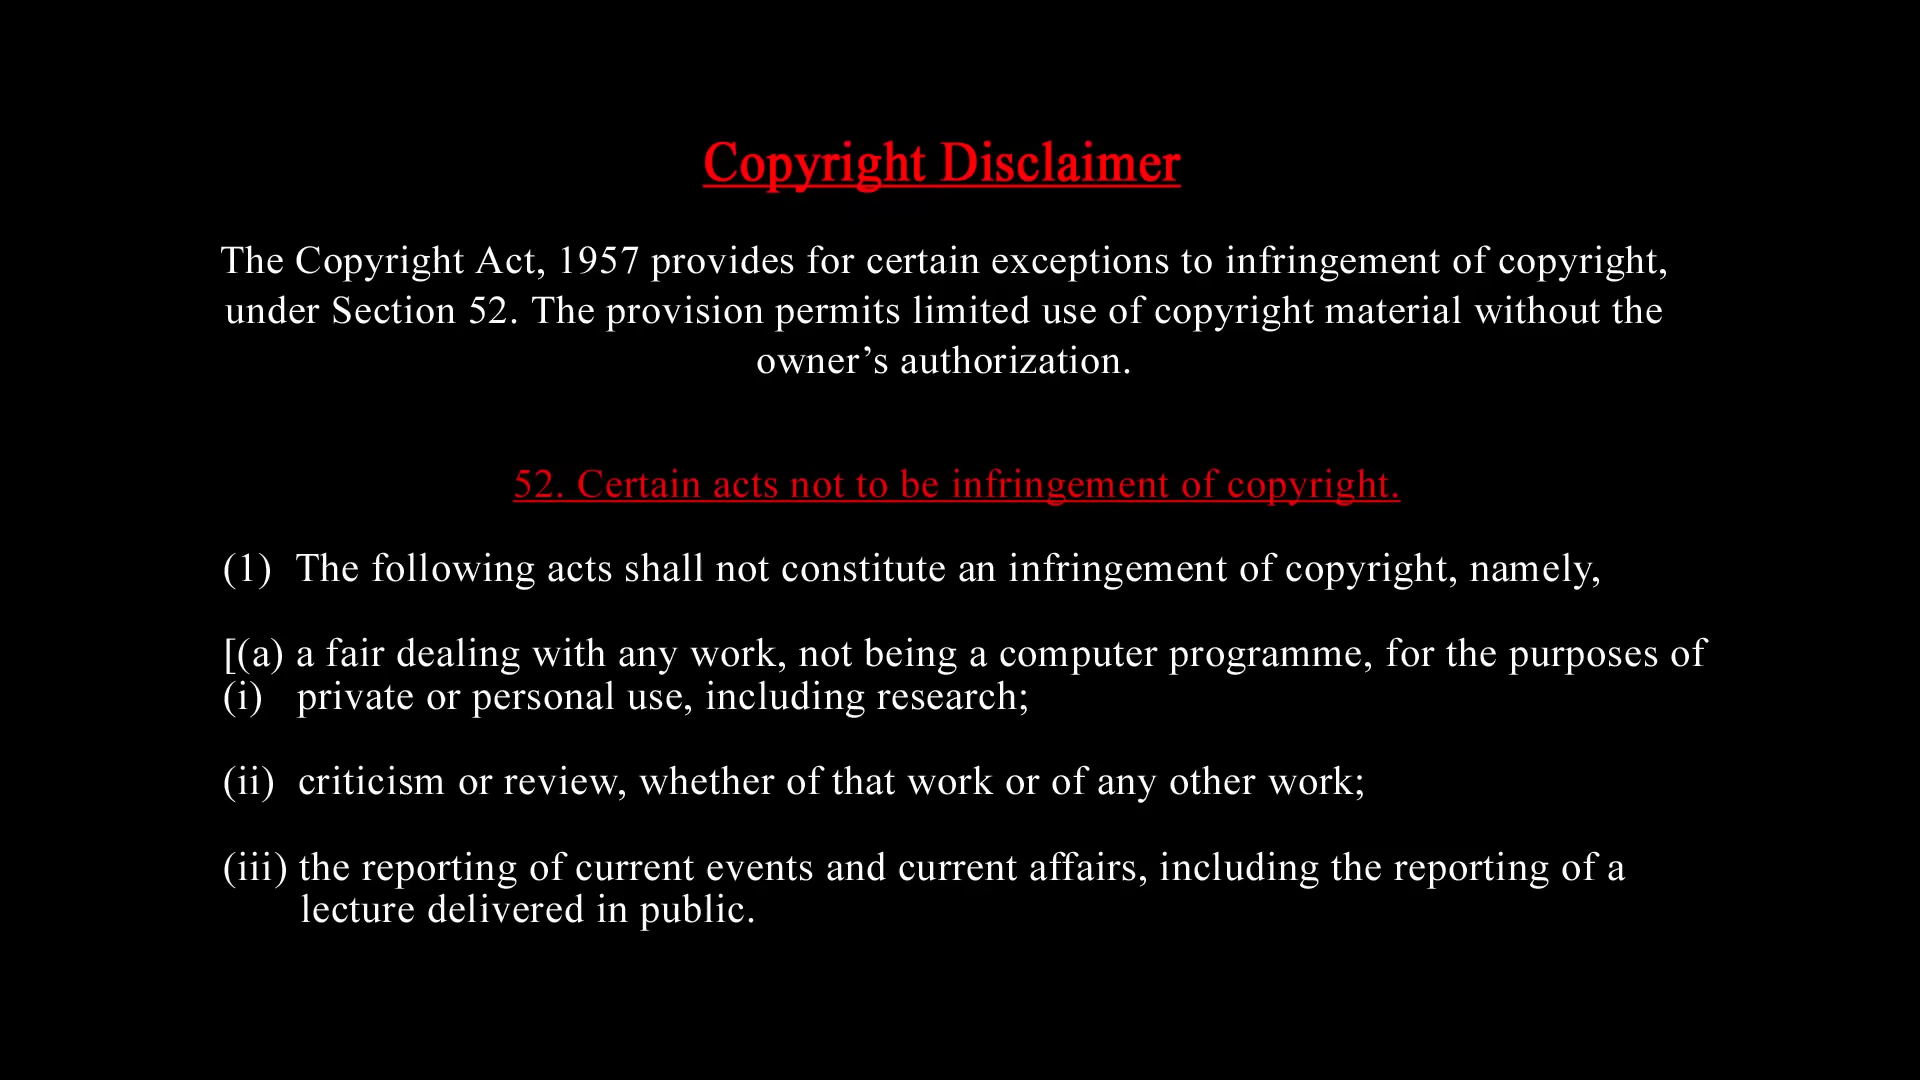 Copyright Disclaimer
The Copyright Act, 1957 provides for certain exceptions to infringement of copyright,
under Section 52. The provision permits limited use of copyright material without the
owner’s authorization.
52. Certain acts not to be infringement of copyright.
(1) The following acts shall not constitute an infringement of copyright, namely,
[(a) a fair dealing with any work, not being a computer programme, for the purposes of
(i) private or personal use, including research;
(ii) criticism or review, whether of that work or of any other work;
(iii) the reporting of current events and current affairs, including the reporting of a
lecture delivered in public.